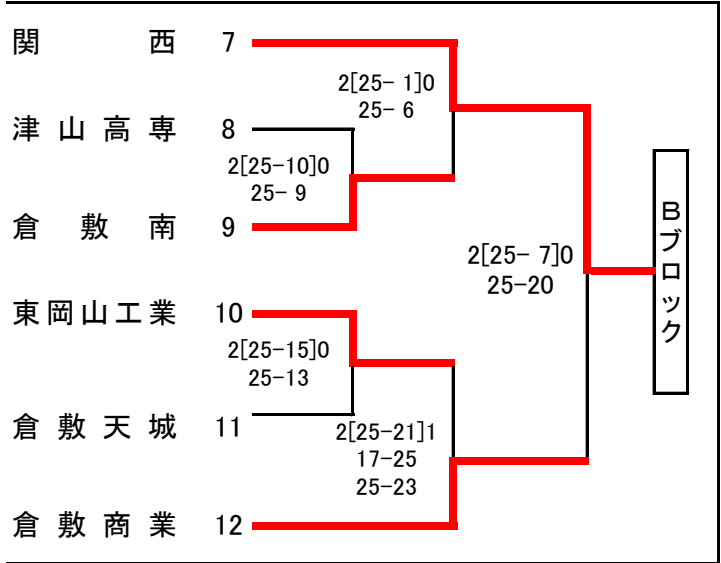 関西 7
2[25- 1]0
25- 6
津山高専 8
2[25-10]0
25- 9
倉敷南 9
2[25- 7]0
25-20
Bブロック
東岡山工業 10
2[25-15]0
25-13
倉敷天城 11
2[25-21]1
17-25
25-23
倉敷商業 12